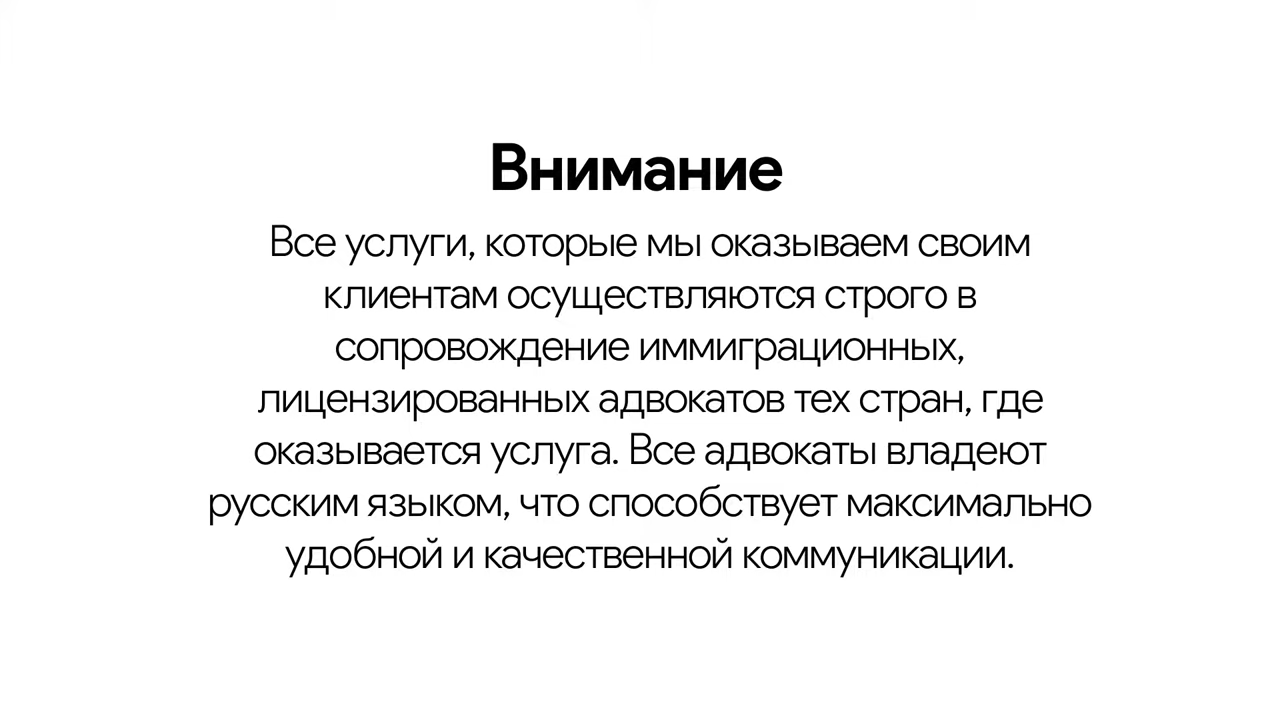 Внимание
Все услуги, которые мы оказываем своим
клиентам осуществляются строго в
сопровождение иммиграционных,
лицензированных адвокатов тех стран, где
оказывается услуга. Все адвокаты владеют
русским языком, что способствует максимально
удобной и качественной коммуникации.